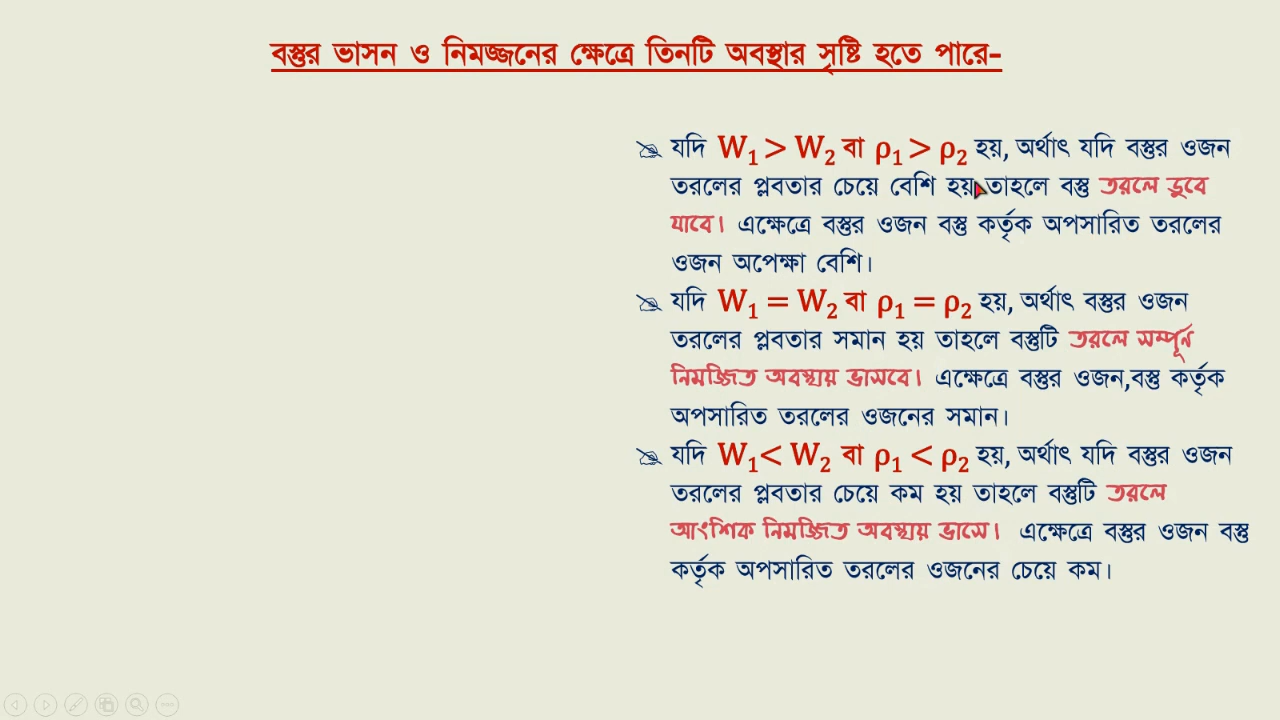 বস্তুর ভাসন ও নিমজ্জনের ক্ষেত্রে তিনটি অবস্থার সৃষ্টি হতে পারে-
যদি W₁ > W₂ বা ρ₁ > ρ₂ হয়, অর্থাৎ যদি বস্তুর ওজন
তরলের প্লবতার চেয়ে বেশি হয় তাহলে বস্তু তরলে ডুবে
যাবে। এক্ষেত্রে বস্তুর ওজন বস্তু কর্তৃক অপসারিত তরলের
ওজন অপেক্ষা বেশি।
যদি W₁ = W₂ বা ρ₁ = ρ₂ হয়, অর্থাৎ বস্তুর ওজন
তরলের প্লবতার সমান হয় তাহলে বস্তুটি তরলে সম্পূর্ন
নিমজ্জিত অবস্থায় ভাসবে। এক্ষেত্রে বস্তুর ওজন,বস্তু কর্তৃক
অপসারিত তরলের ওজনের সমান।
যদি W₁< W₂ বা ρ₁ < ρ₂ হয়, অর্থাৎ যদি বস্তুর ওজন
তরলের প্লবতার চেয়ে কম হয় তাহলে বস্তুটি তরলে
আংশিক নিমজ্জিত অবস্থায় ভাসে। এক্ষেত্রে বস্তুর ওজন বস্তু
কর্তৃক অপসারিত তরলের ওজনের চেয়ে কম।